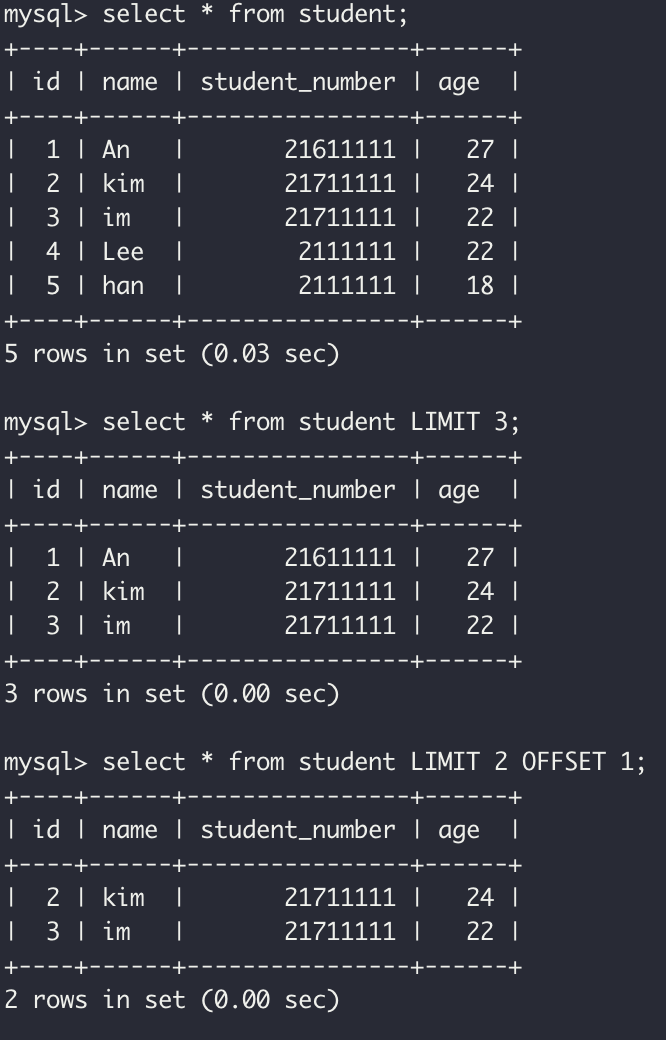 mysql> select * from student;
+----+------+----------------+------+
| id | name | student_number | age  |
+----+------+----------------+------+
|  1 | An   |       21611111 |   27 |
|  2 | kim  |       21711111 |   24 |
|  3 | im   |       21711111 |   22 |
|  4 | Lee  |        2111111 |   22 |
|  5 | han  |        2111111 |   18 |
+----+------+----------------+------+
5 rows in set (0.03 sec)

mysql> select * from student LIMIT 3;
+----+------+----------------+------+
| id | name | student_number | age  |
+----+------+----------------+------+
|  1 | An   |       21611111 |   27 |
|  2 | kim  |       21711111 |   24 |
|  3 | im   |       21711111 |   22 |
+----+------+----------------+------+
3 rows in set (0.00 sec)

mysql> select * from student LIMIT 2 OFFSET 1;
+----+------+----------------+------+
| id | name | student_number | age  |
+----+------+----------------+------+
|  2 | kim  |       21711111 |   24 |
|  3 | im   |       21711111 |   22 |
+----+------+----------------+------+
2 rows in set (0.00 sec)